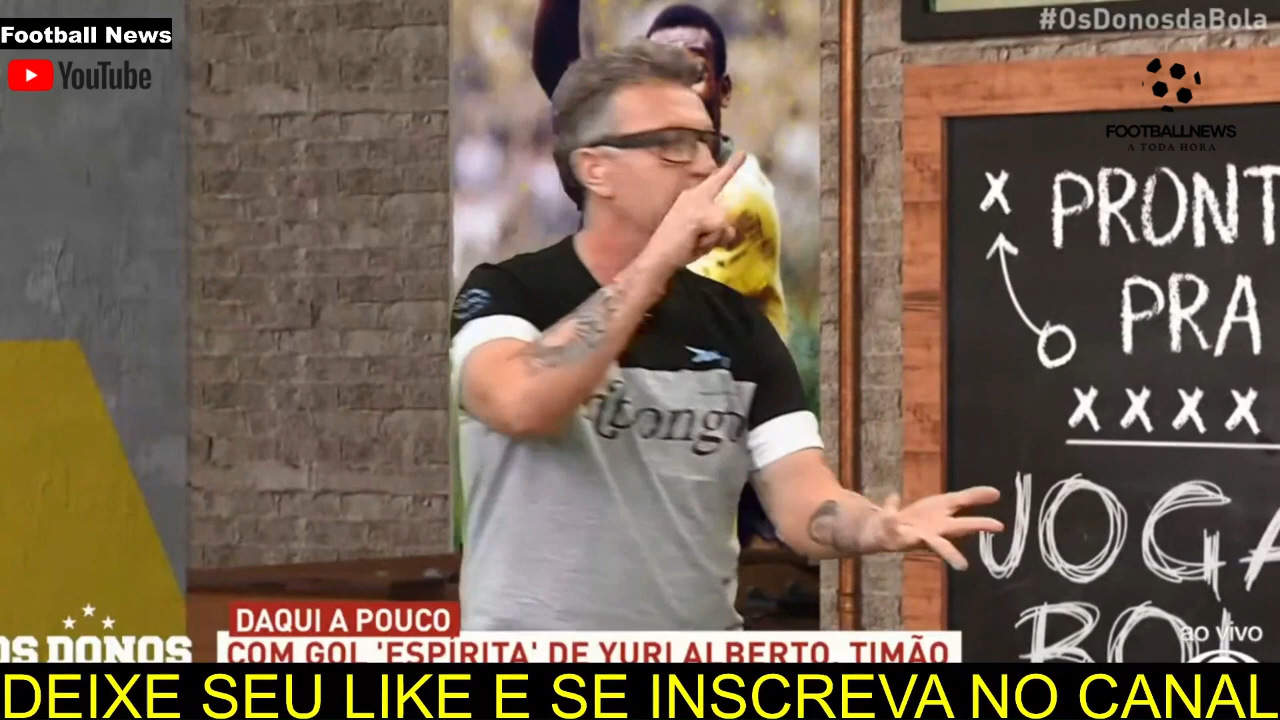 Football News
YouTube
#OsDonosdaBola
FOOTBALLNEWS
A TODA HORA
X PRONT
PRA
X X X X
JOGA
BO
ao vivo
OS DONOS
DAQUI A POUCO
COM GOL 'ESPÍRITA' DE YURI ALBERTO, TIMÃO
DEIXE SEU LIKE E SE INSCREVA NO CANAL